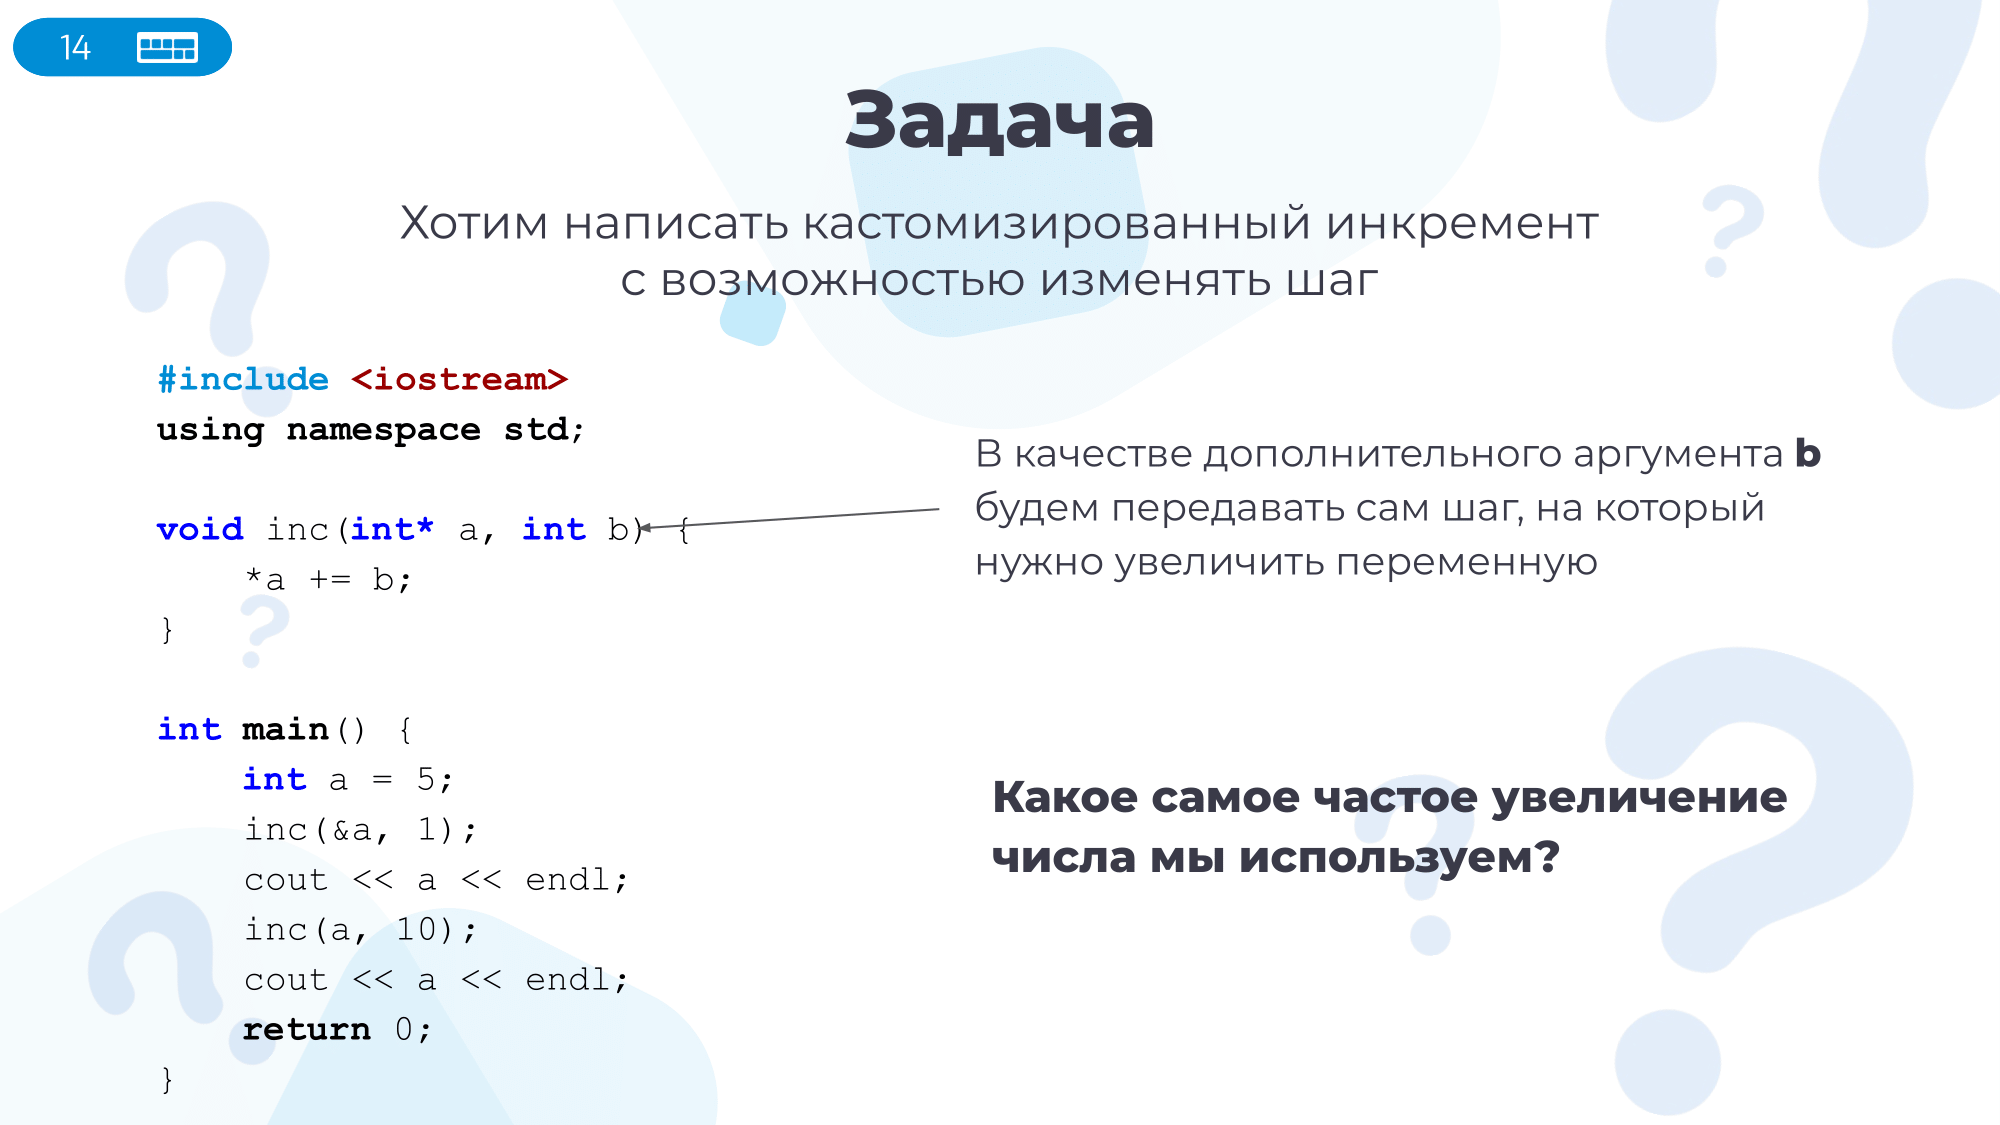 14
Задача
Хотим написать кастомизированный инкремент
с возможностью изменять шаг
#include <iostream>
using namespace std;
void inc(int* a, int b) {
*a += b;
}
int main() {
int a = 5;
inc(&a, 1);
cout << a << endl;
inc(a, 10);
cout << a << endl;
return 0;
}
В качестве дополнительного аргумента b
будем передавать сам шаг, на который
нужно увеличить переменную
Какое самое частое увеличение
числа мы используем?